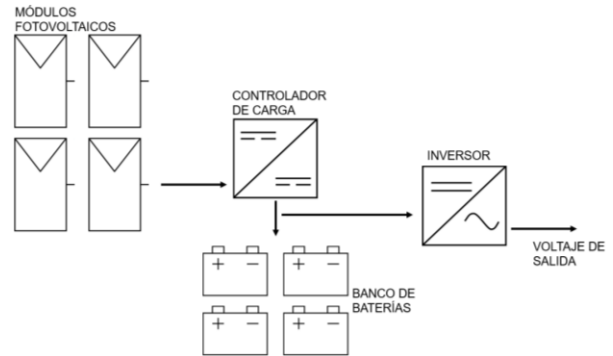 MÓDULOS
FOTOVOLTAICOS
CONTROLADOR
DE CARGA
INVERSOR
VOLTAJE DE
SALIDA
+ - + -
BANCO DE
BATERÍAS
+ - + -